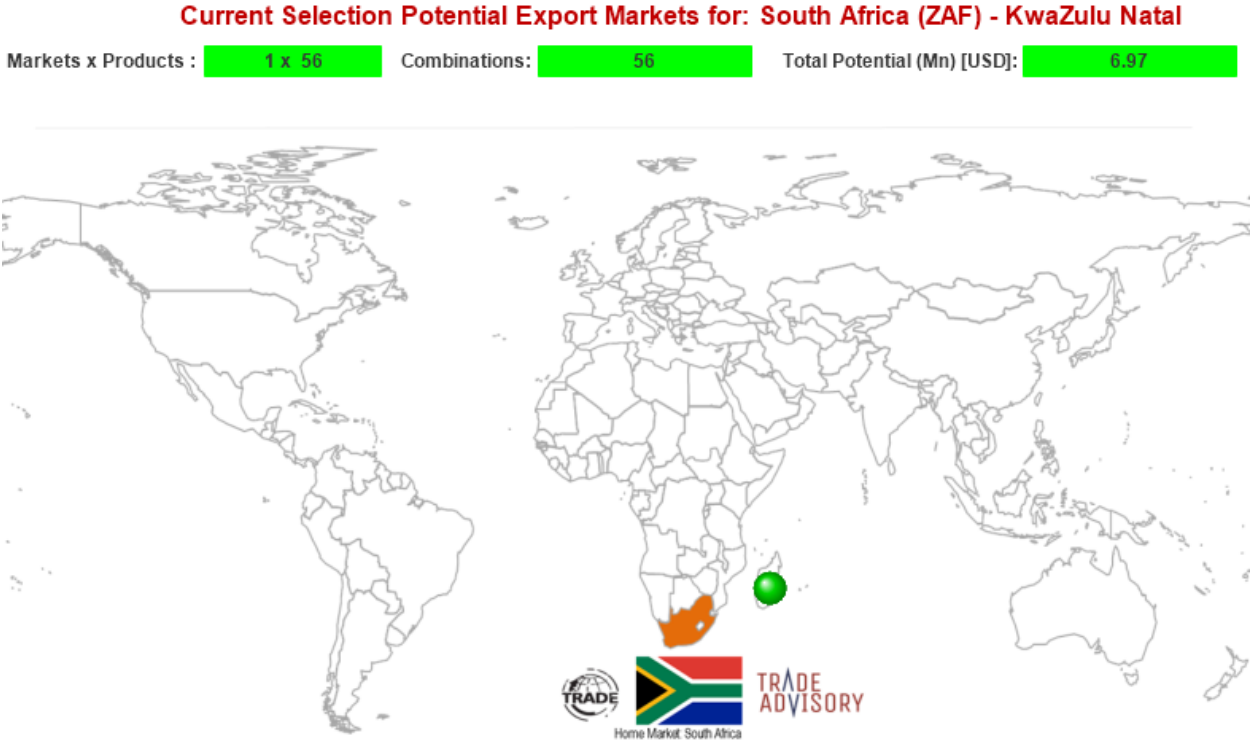 Current Selection Potential Export Markets for: South Africa (ZAF) - KwaZulu Natal
Markets x Products : 1 x 56 Combinations: 56 Total Potential (Mn) [USD]: 6.97
TRADE
TRADE
ADVISORY
Home Market: South Africa